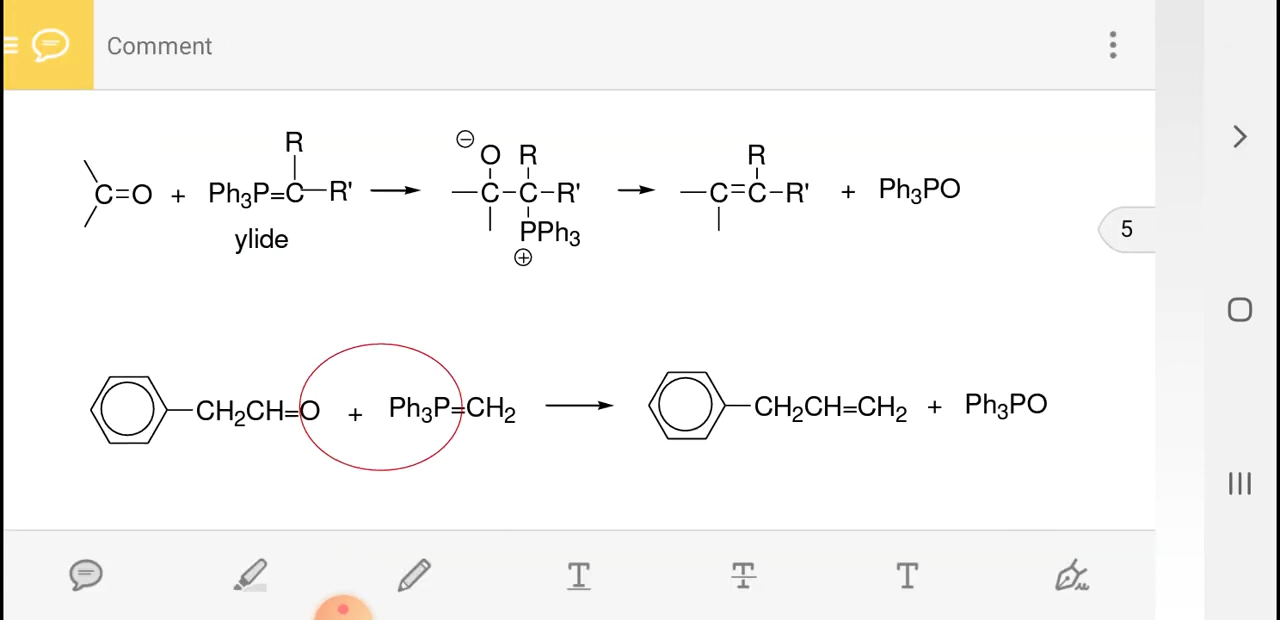 Comment
R
⊖
O R R
C=O + Ph3P=C–R' → –C–C–R' → –C=C–R' + Ph3PO
ylide PPh3
⊕
5
CH2CH=O + Ph3P=CH2 → CH2CH=CH2 + Ph3PO
T T T